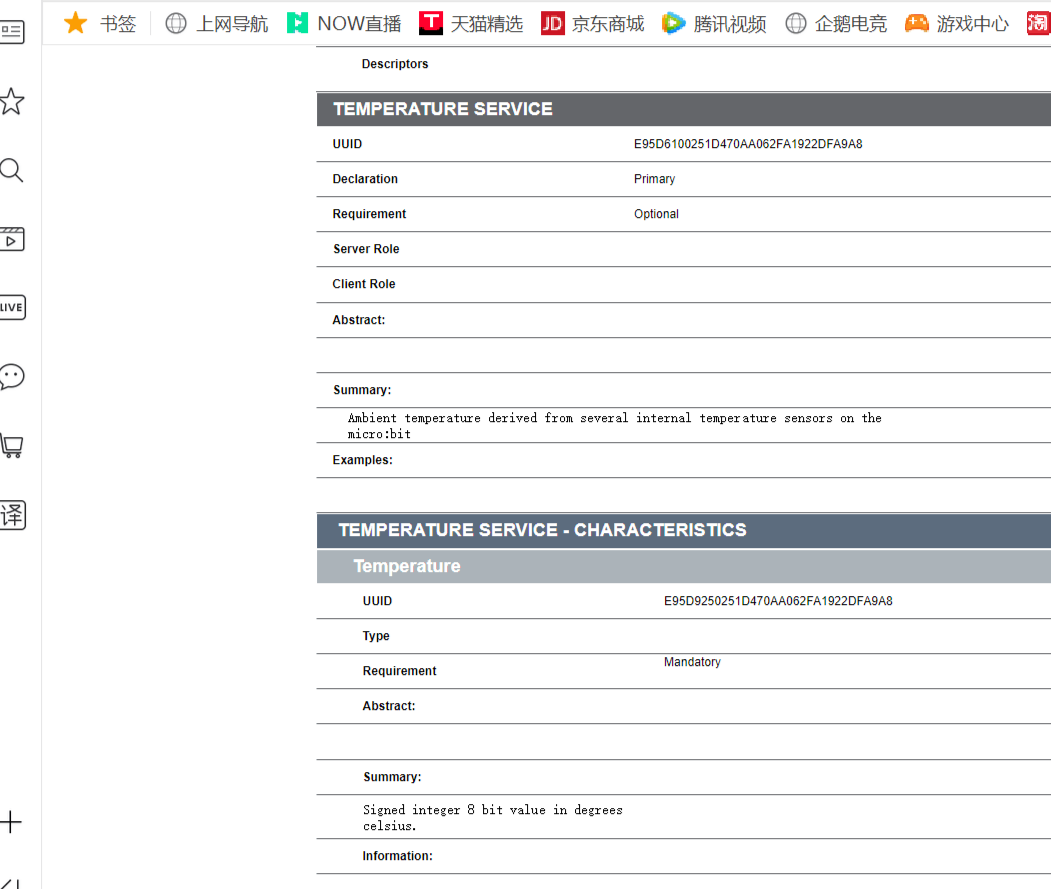 书签 上网导航 NOW直播 T 天猫精选 JD 京东商城 腾讯视频 企鹅电竞 游戏中心 淘
LIVE
译
Descriptors
TEMPERATURE SERVICE
UUID E95D6100251D470AA062FA1922DFA9A8
Declaration Primary
Requirement Optional
Server Role
Client Role
Abstract:
Summary:
Ambient temperature derived from several internal temperature sensors on the
micro:bit
Examples:
TEMPERATURE SERVICE - CHARACTERISTICS
Temperature
UUID E95D9250251D470AA062FA1922DFA9A8
Type
Requirement Mandatory
Abstract:
Summary:
Signed integer 8 bit value in degrees
celsius.
Information: